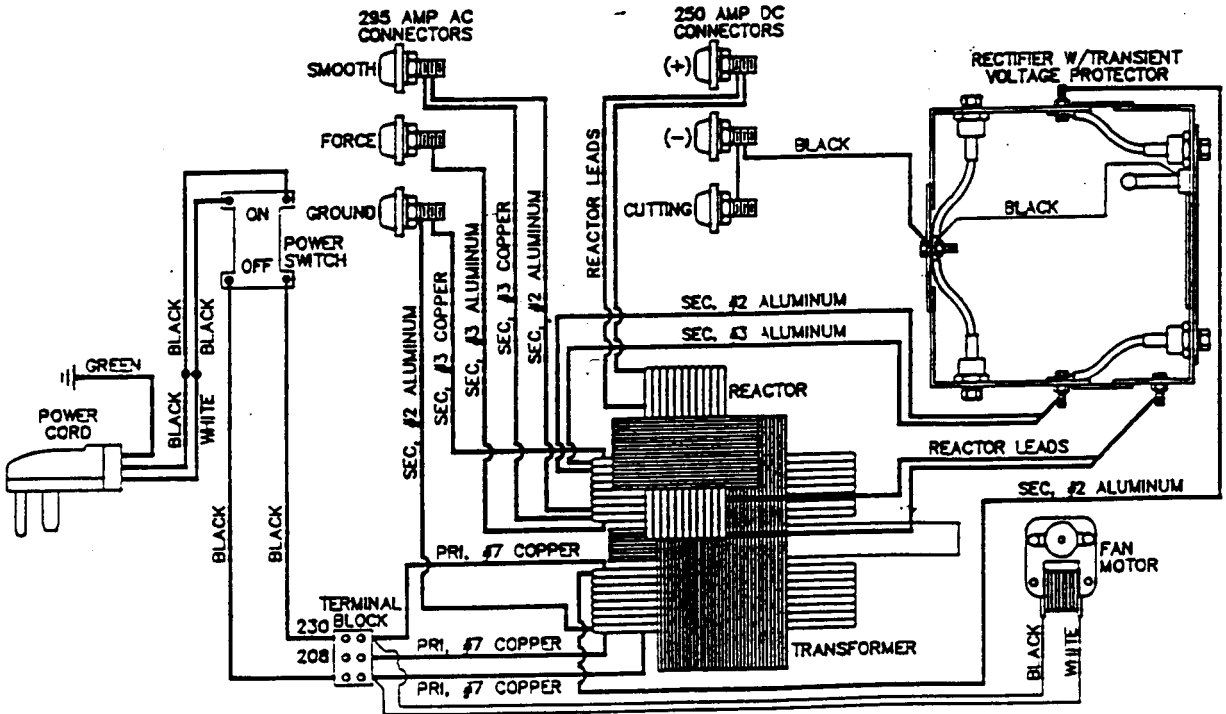 295 AMP AC
CONNECTORS
250 AMP DC
CONNECTORS
RECTIFIER W/TRANSIENT
VOLTAGE PROTECTOR
SMOOTH
(+)
FORCE
(-)
BLACK
GROUND
CUTTING
BLACK
ON
OFF
POWER
SWITCH
REACTOR LEADS
SEC, #2 ALUMINUM
SEC, #3 COPPER
SEC, #3 ALUMINUM
SEC, #3 COPPER
SEC, #2 ALUMINUM
SEC, #2 ALUMINUM
SEC, #3 ALUMINUM
BLACK
BLACK
GREEN
POWER
CORD
BLACK
WHITE
REACTOR
REACTOR LEADS
SEC, #2 ALUMINUM
BLACK
BLACK
PRI, #7 COPPER
FAN
MOTOR
TERMINAL
BLOCK
230
208
PRI, #7 COPPER
PRI, #7 COPPER
TRANSFORMER
BLACK
WHITE